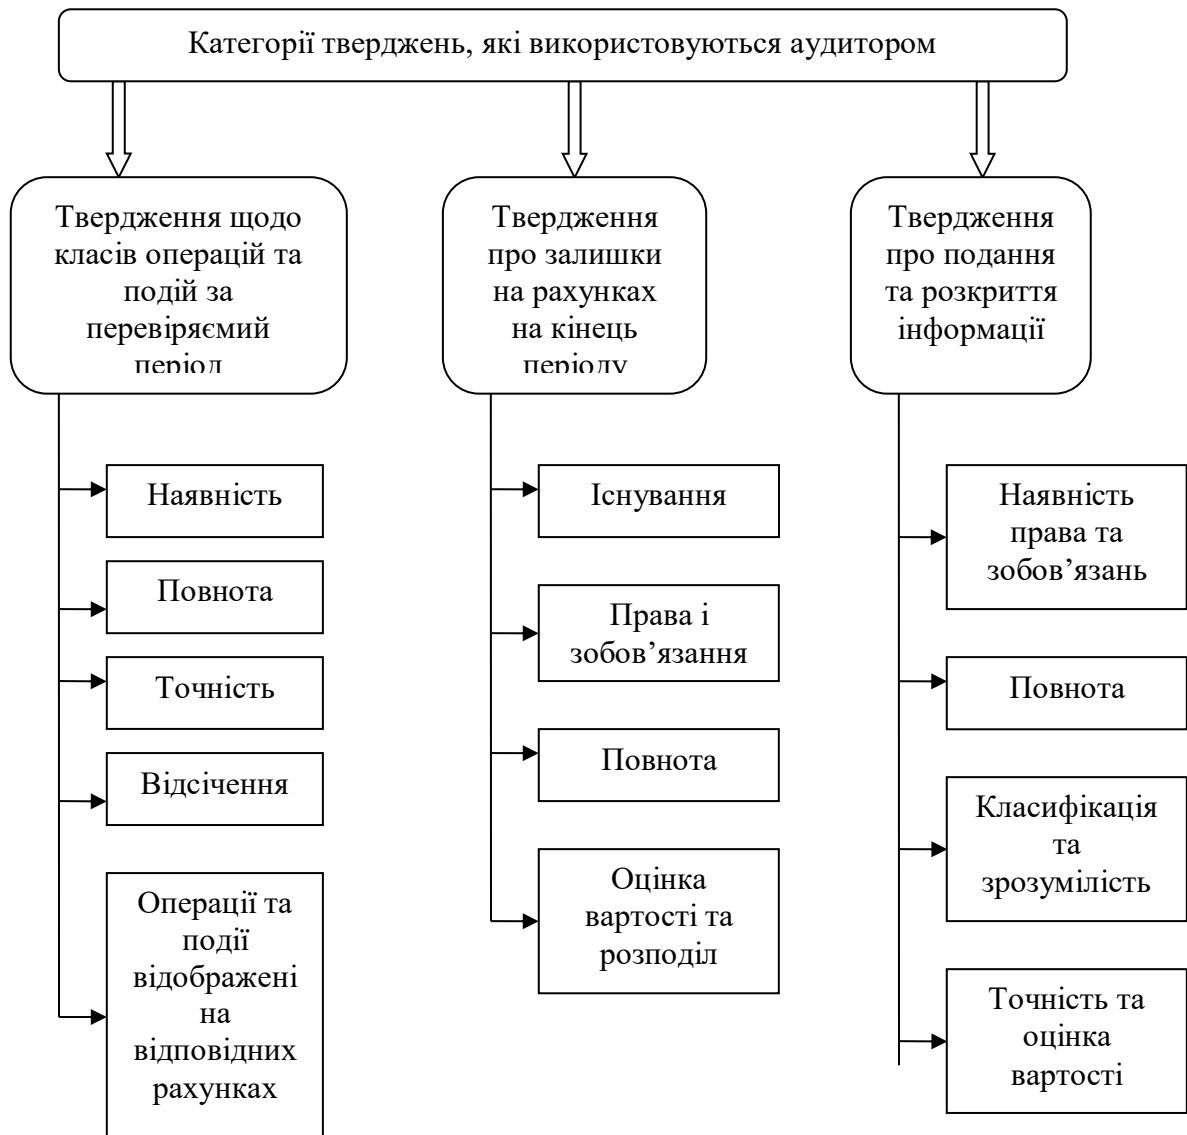 Категорії тверджень, які використовуються аудитором
Твердження щодо
класів операцій та
подій за
перевіряємий
період
Твердження
про залишки
на рахунках
на кінець
періоду
Твердження
про подання
та розкриття
інформації
Наявність
Повнота
Точність
Відсічення
Операції та
події
відображені
на
відповідних
рахунках
Існування
Права і
зобов’язання
Повнота
Оцінка
вартості та
розподіл
Наявність
права та
зобов’язань
Повнота
Класифікація
та
зрозумілість
Точність та
оцінка
вартості